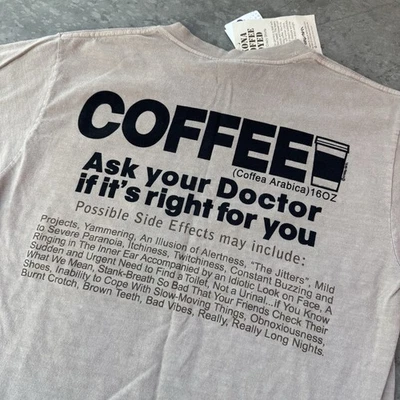 KONA
COFFEE
DYED
COFFEE
(Coffea Arabica) 16OZ
Ask your Doctor
if it's right for you
Possible Side Effects may include:
Projects, Yammering, An Illusion of Alertness, "The Jitters", Mild
to Severe Paranoia, Itchiness, Twitchiness, Constant Buzzing and
Ringing in The Inner Ear Accompanied by an Idiotic Look on Face, A
Sudden and Urgent Need to Find a Toilet, Not a Urinal...if You Know
What We Mean, Stank-Breath So Bad That Your Friends Check Their
Shoes, Inability to Cope With Slow-Moving Things, Obnoxiousness,
Burnt Crotch, Brown Teeth, Bad Vibes, Really, Really Long Nights.